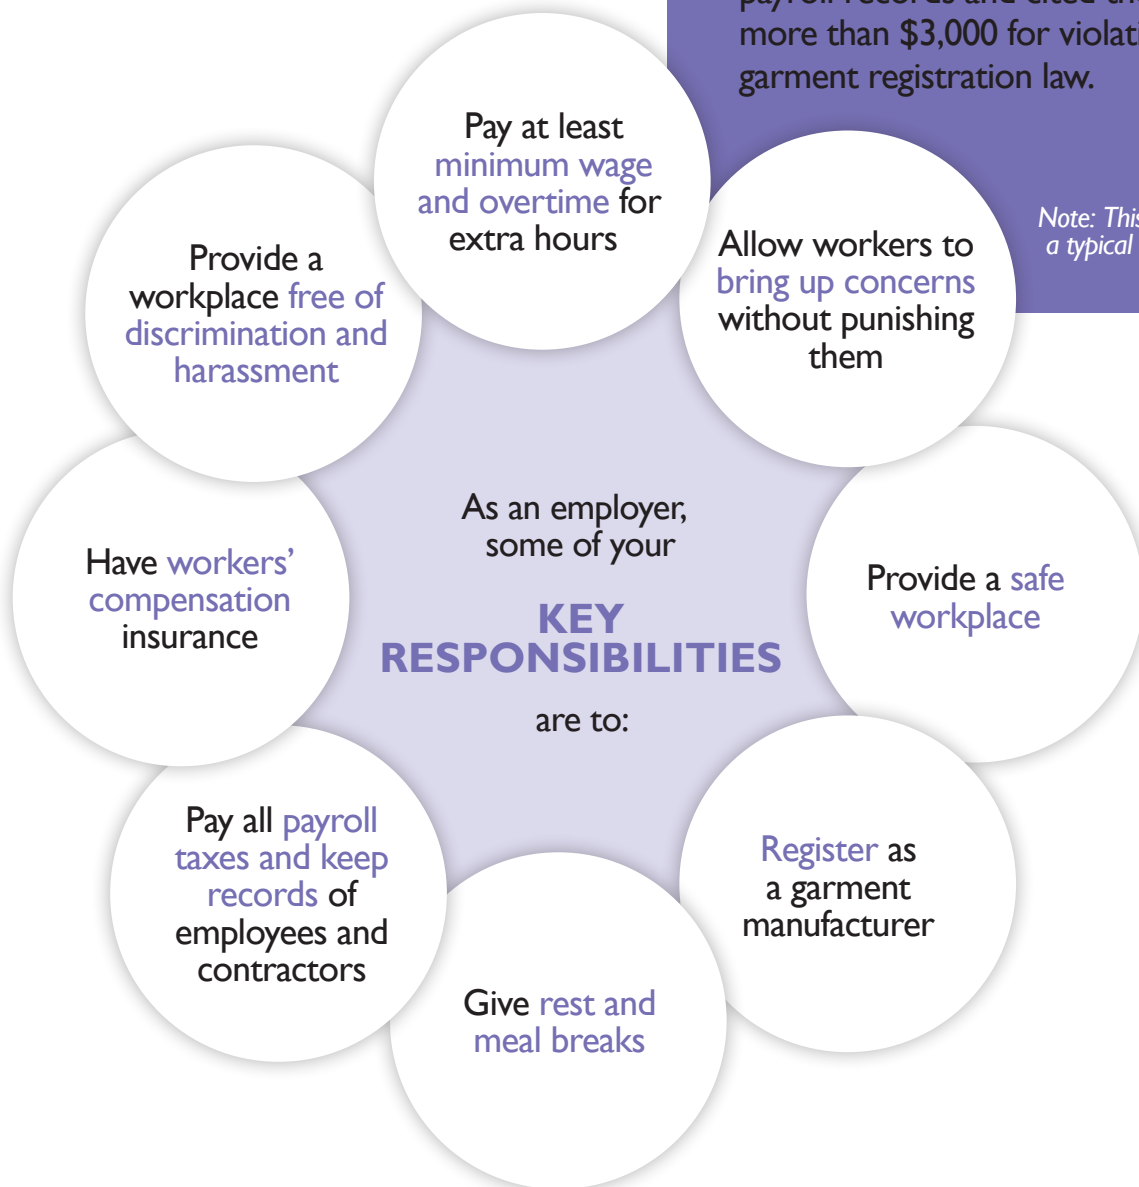 more than $3,000 for
garment registration law.
Note: This
a typical
Pay at least
minimum wage
and overtime for
extra hours
Allow workers to
bring up concerns
without punishing
them
Provide a safe
workplace
Register as
a garment
manufacturer
Give rest and
meal breaks
Pay all payroll
taxes and keep
records of
employees and
contractors
Have workers’
compensation
insurance
Provide a
workplace free of
discrimination and
harassment
As an employer,
some of your
KEY
RESPONSIBILITIES
are to: